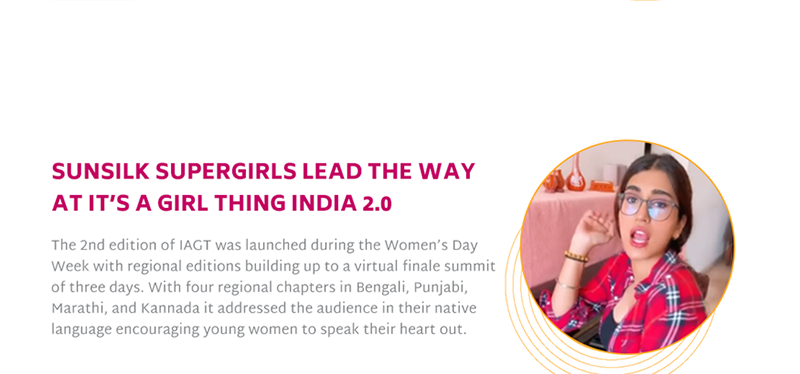 SUNSILK SUPERGIRLS LEAD THE WAY
AT IT’S A GIRL THING INDIA 2.0
The 2nd edition of IAGT was launched during the Women’s Day
Week with regional editions building up to a virtual finale summit
of three days. With four regional chapters in Bengali, Punjabi,
Marathi, and Kannada it addressed the audience in their native
language encouraging young women to speak their heart out.